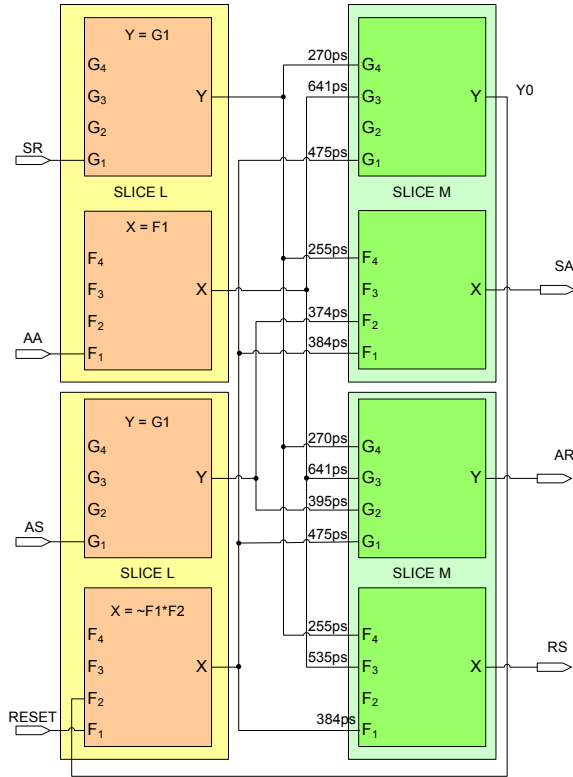 Y = G1
G4
G3
G2
G1
Y
SR
SLICE L
X = F1
F4
F3
F2
F1
X
AA
270ps
641ps
475ps
G4
G3
G2
G1
Y
Y0
SLICE M
255ps
374ps
384ps
F4
F3
F2
F1
X
SA
Y = G1
G4
G3
G2
G1
Y
AS
SLICE L
X = ~F1*F2
F4
F3
F2
F1
X
RESET
270ps
641ps
395ps
475ps
G4
G3
G2
G1
Y
AR
SLICE M
255ps
535ps
384ps
F4
F3
F2
F1
X
RS